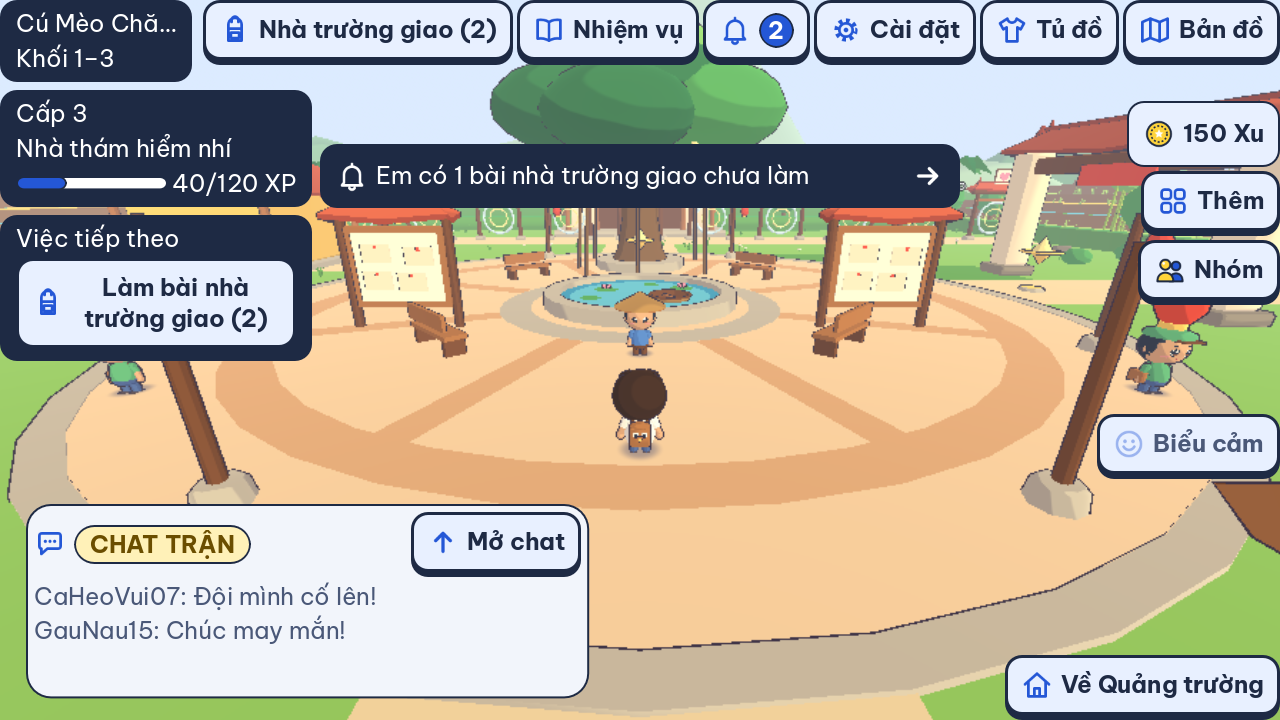 Cú Mèo Chă...
Khối 1–3
Nhà trường giao (2)
Nhiệm vụ
2
Cài đặt
Tủ đồ
Bản đồ
Cấp 3
Nhà thám hiểm nhí
40/120 XP
Em có 1 bài nhà trường giao chưa làm
150 Xu
Thêm
Nhóm
Việc tiếp theo
Làm bài nhà
trường giao (2)
Biểu cảm
CHAT TRẬN
Mở chat
CaHeoVui07: Đội mình cố lên!
GauNau15: Chúc may mắn!
Về Quảng trường